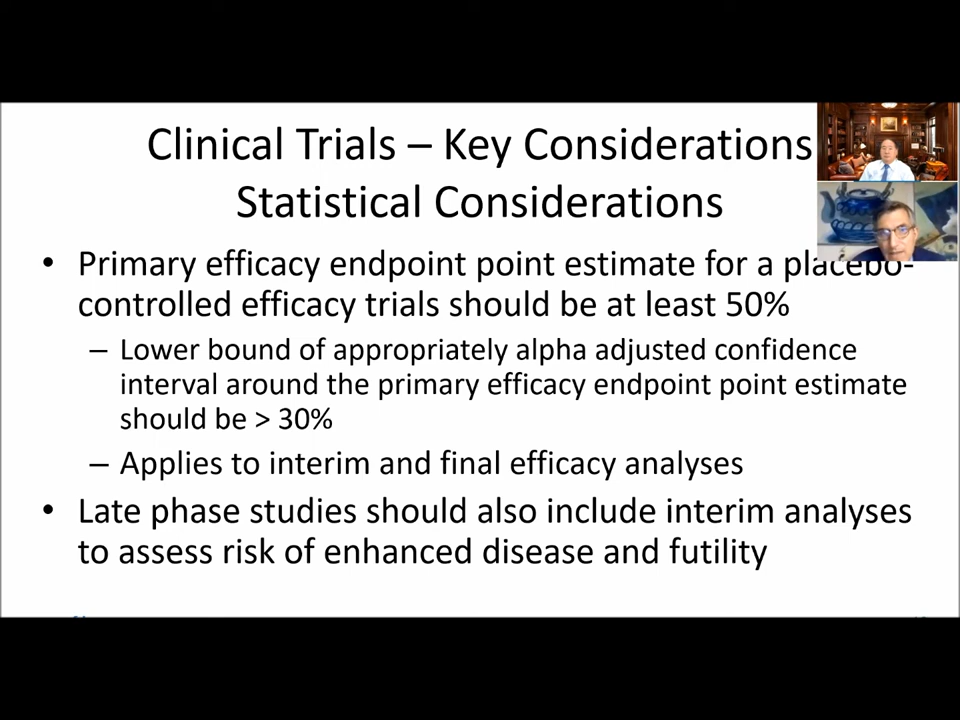 Clinical Trials – Key Considerations
Statistical Considerations
• Primary efficacy endpoint point estimate for a placebo-
controlled efficacy trials should be at least 50%
– Lower bound of appropriately alpha adjusted confidence
interval around the primary efficacy endpoint point estimate
should be > 30%
– Applies to interim and final efficacy analyses
• Late phase studies should also include interim analyses
to assess risk of enhanced disease and futility